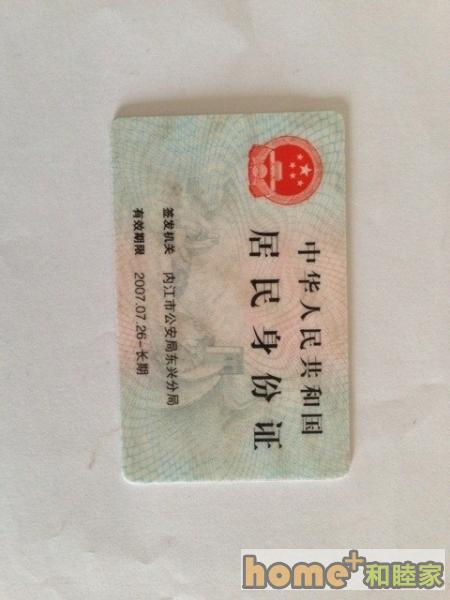 中华人民共和国
居民身份证
签发机关 内江市公安局东兴分局
有效期限 2007.07.26-长期
home+和睦家